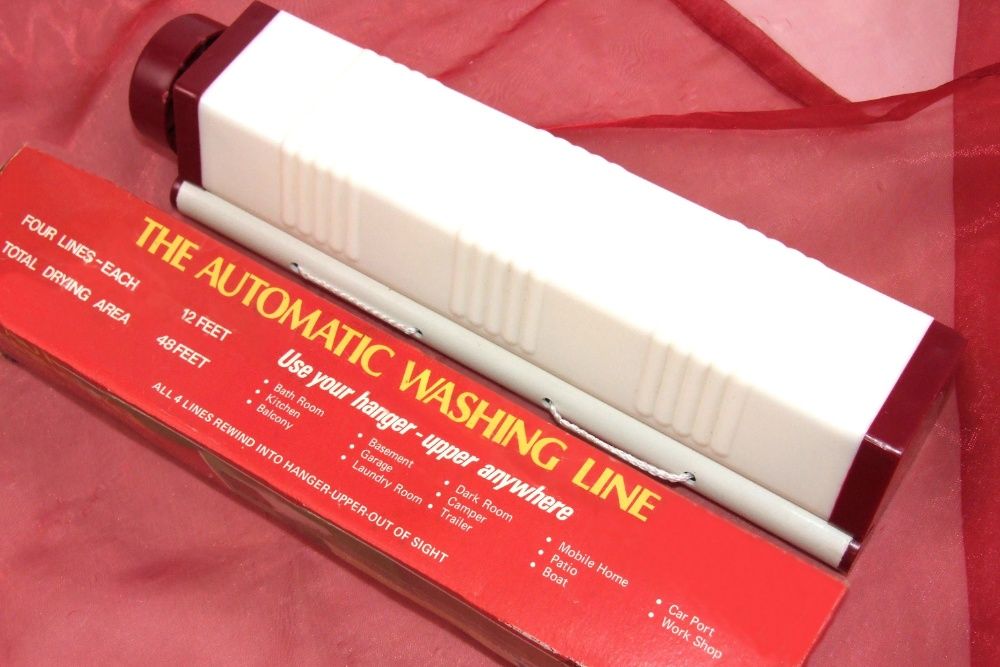 THE AUTOMATIC WASHING LINE
FOUR LINES - EACH 12 FEET
TOTAL DRYING AREA 48 FEET
Use your hanger-upper anywhere
• Bath Room
• Kitchen
• Balcony
• Basement
• Garage
• Laundry Room
• Dark Room
• Camper
• Trailer
• Mobile Home
• Patio
• Boat
• Car Port
• Work Shop
ALL 4 LINES REWIND INTO HANGER-UPPER-OUT OF SIGHT